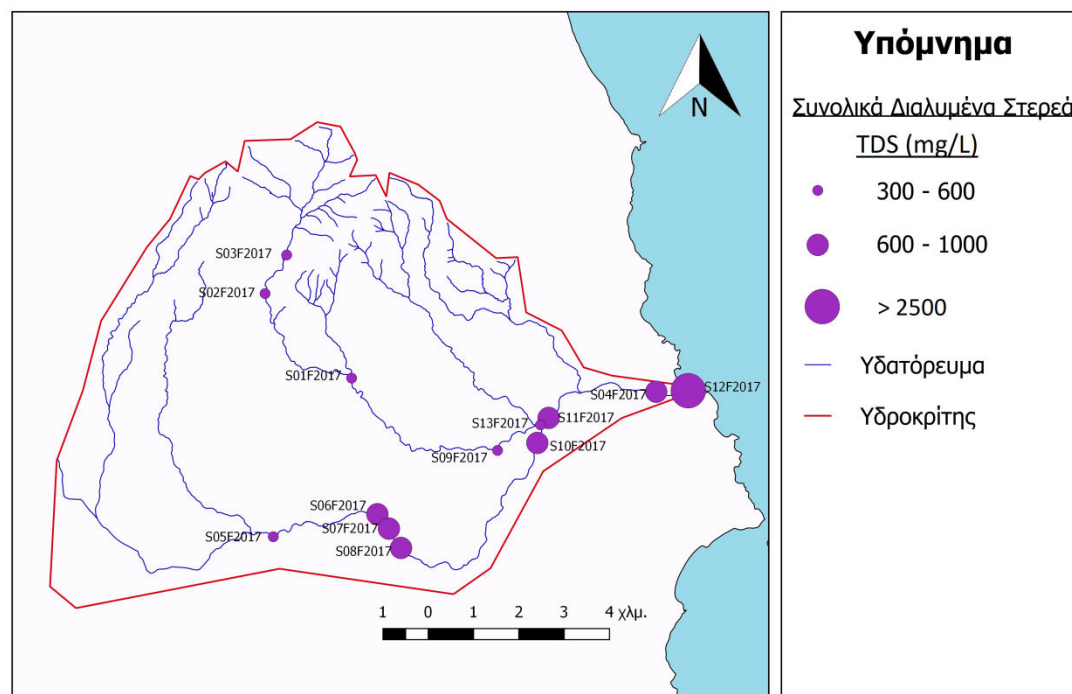 N
S03F2017
S02F2017
S01F2017
S04F2017
S12F2017
S11F2017
S13F2017
S10F2017
S09F2017
S06F2017
S07F2017
S05F2017
S08F2017
1 0 1 2 3 4 χλμ.
Υπόμνημα
Συνολικά Διαλυμένα Στερεά
TDS (mg/L)
300 - 600
600 - 1000
> 2500
Υδατόρευμα
Υδροκρίτης